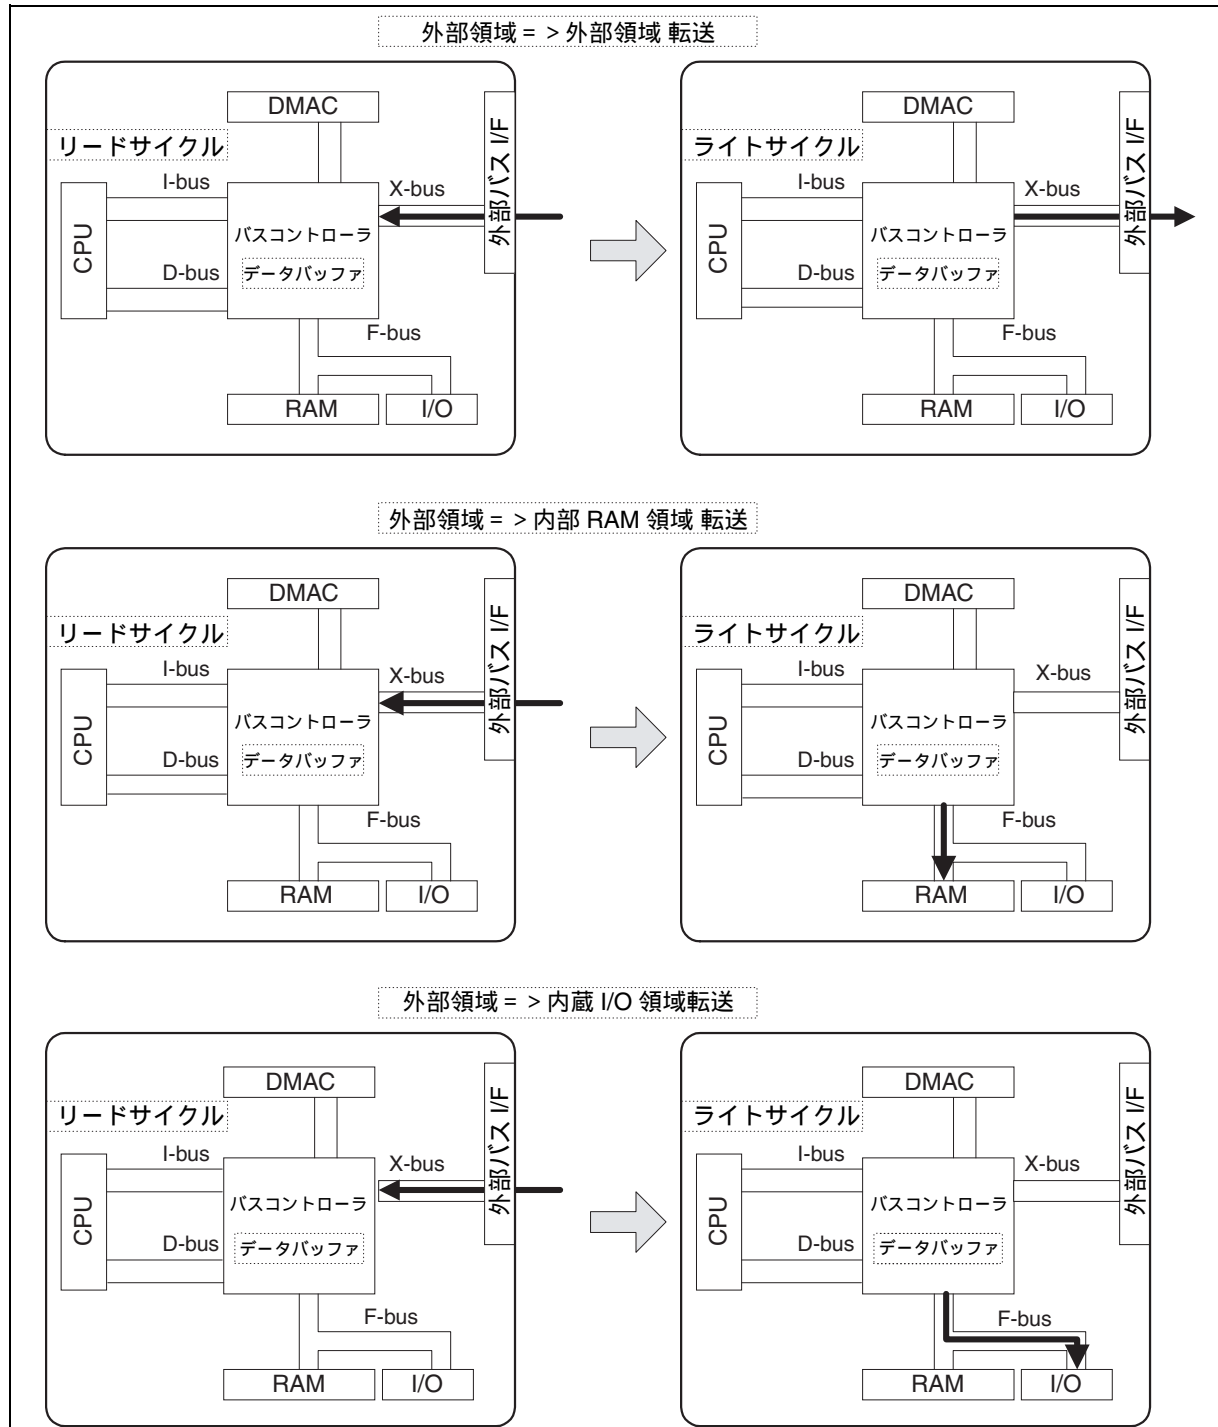 外部領域 = > 外部領域 転送
DMAC
リードサイクル
I-bus
X-bus
外部バス I/F
CPU
バスコントローラ
D-bus
データバッファ
F-bus
RAM
I/O
DMAC
ライトサイクル
I-bus
X-bus
外部バス I/F
CPU
バスコントローラ
D-bus
データバッファ
F-bus
RAM
I/O
外部領域 = > 内部 RAM 領域 転送
DMAC
リードサイクル
I-bus
X-bus
外部バス I/F
CPU
バスコントローラ
D-bus
データバッファ
F-bus
RAM
I/O
DMAC
ライトサイクル
I-bus
X-bus
外部バス I/F
CPU
バスコントローラ
D-bus
データバッファ
F-bus
RAM
I/O
外部領域 = > 内蔵 I/O 領域転送
DMAC
リードサイクル
I-bus
X-bus
外部バス I/F
CPU
バスコントローラ
D-bus
データバッファ
F-bus
RAM
I/O
DMAC
ライトサイクル
I-bus
X-bus
外部バス I/F
CPU
バスコントローラ
D-bus
データバッファ
F-bus
RAM
I/O